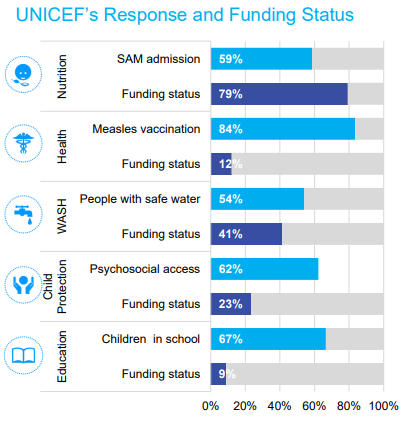 UNICEF's Response and Funding Status
Nutrition
SAM admission 59%
Funding status 79%
Health
Measles vaccination 84%
Funding status 12%
WASH
People with safe water 54%
Funding status 41%
Child
Protection
Psychosocial access 62%
Funding status 23%
Education
Children in school 67%
Funding status 9%
0% 20% 40% 60% 80% 100%